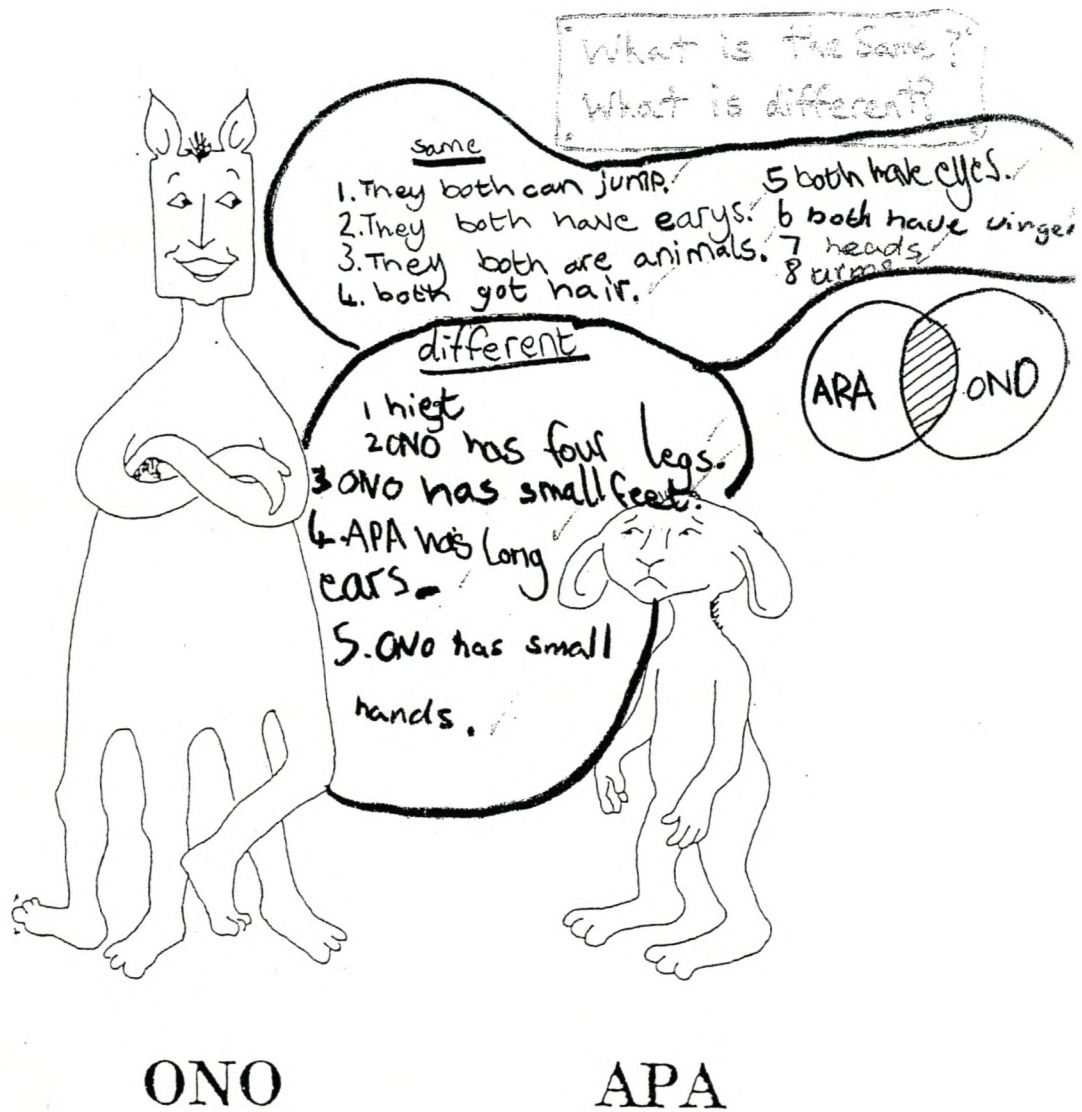 What is the Same?
What is different?
same
1. They both can jump.
2. They both have earys.
3. They both are animals.
4. both got hair.
5 both have eyes.
6 both have vinger
7 heads
8 arms
different
1 hiegt
2 ONO has four legs.
3 ONO has small feet.
4. APA has long
ears.
5. ONO has small
hands.
ARA
ONO
ONO
APA